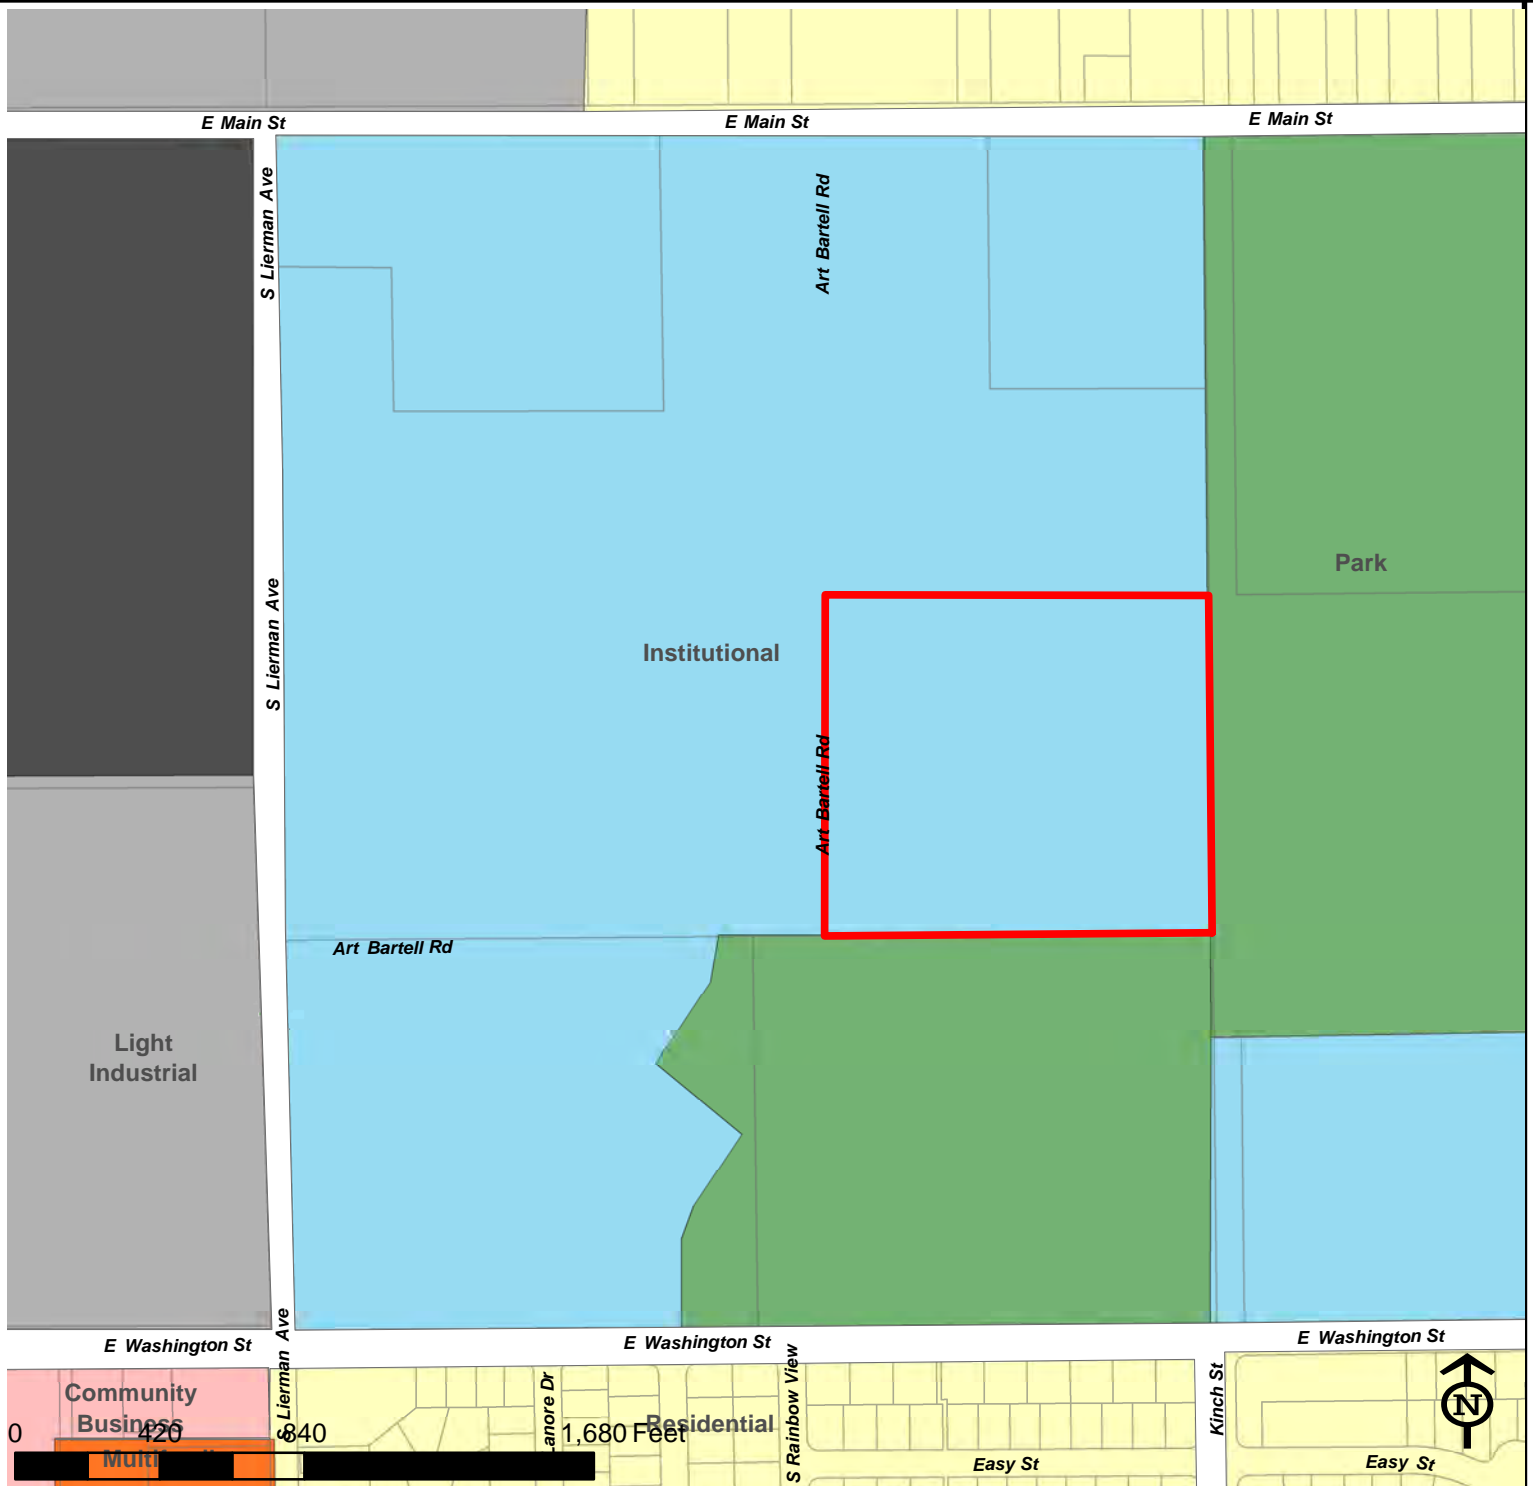 E Main St
E Main St
E Main St
S Lierman Ave
Art Bartell Rd
Park
S Lierman Ave
Institutional
Art Bartell Rd
Art Bartell Rd
Light
Industrial
S Lierman Ave
E Washington St
E Washington St
E Washington St
S Rainbow View
Kinch St
Lanore Dr
Community
Business
Residential
N
0 420 840 1,680 Feet
Easy St
Easy St